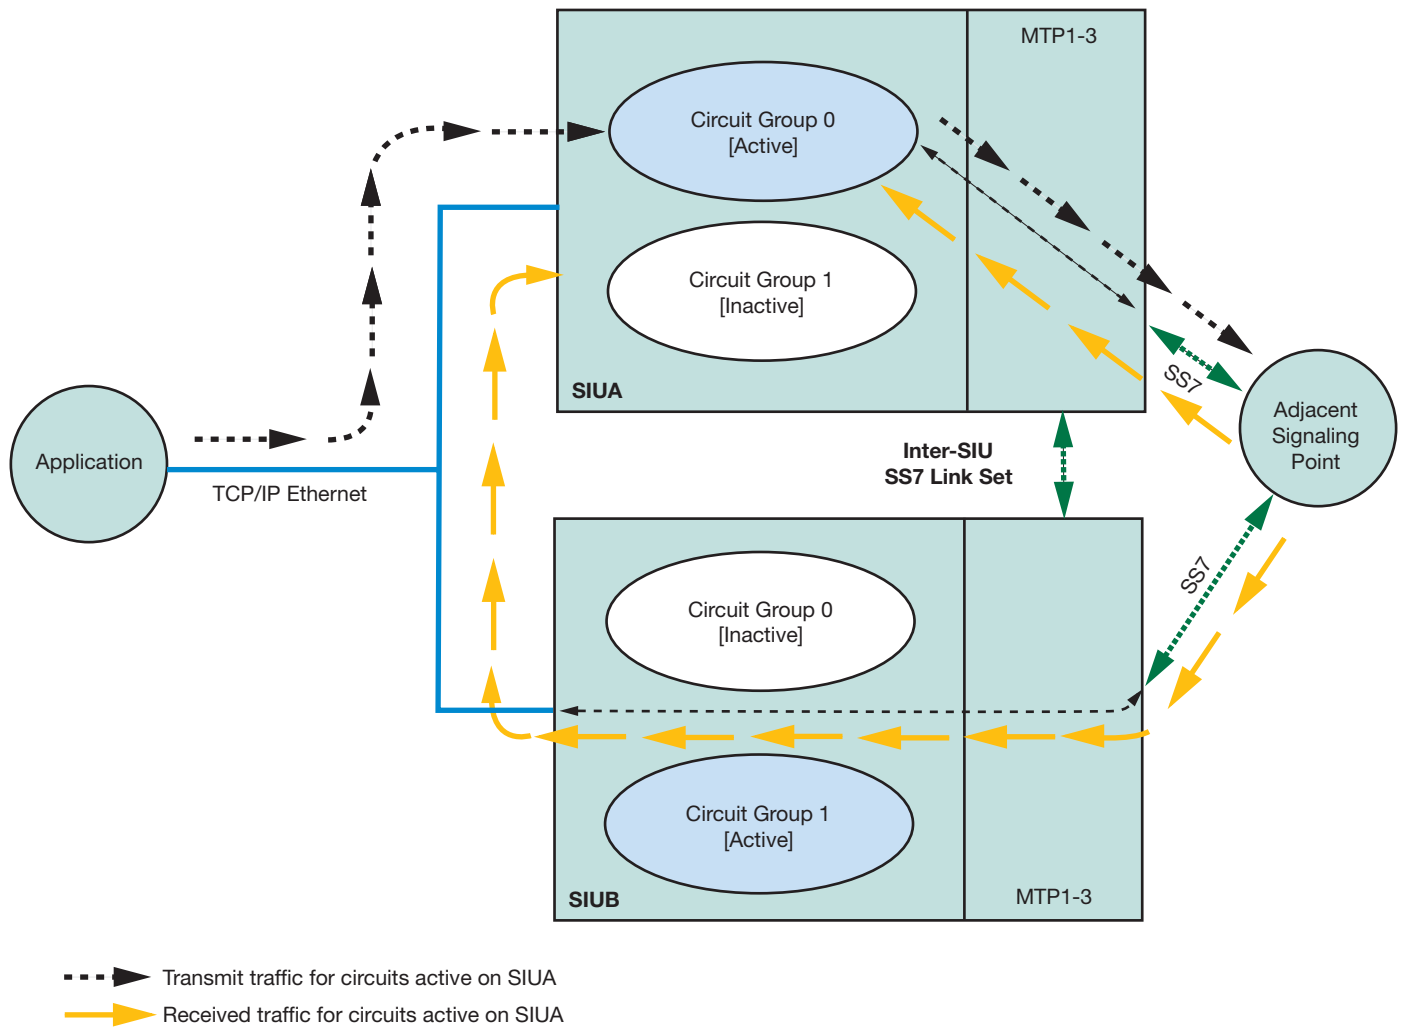 MTP1-3
Circuit Group 0
[Active]
Circuit Group 1
[Inactive]
SIUA
SS7
Adjacent
Signaling
Point
Application
TCP/IP Ethernet
Inter-SIU
SS7 Link Set
SS7
Circuit Group 0
[Inactive]
Circuit Group 1
[Active]
SIUB
MTP1-3
Transmit traffic for circuits active on SIUA
Received traffic for circuits active on SIUA